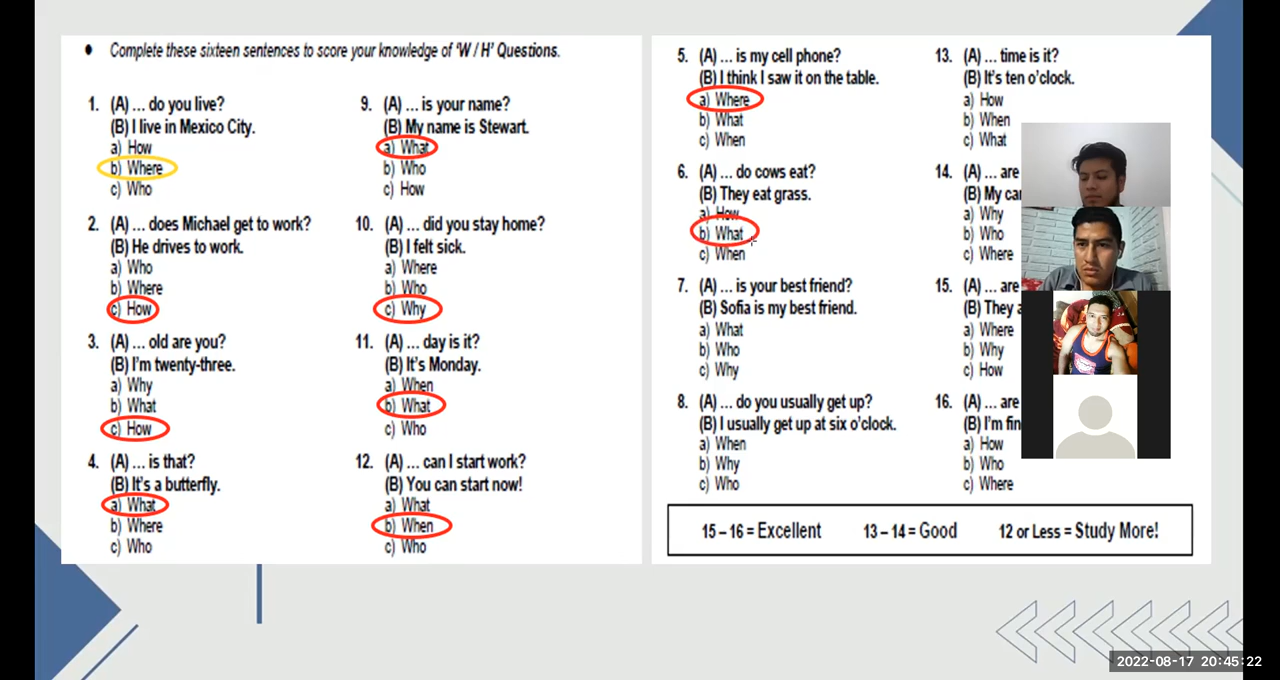 Complete these sixteen sentences to score your knowledge of 'W / H' Questions.
1. (A) ... do you live?
(B) I live in Mexico City.
a) How
b) Where
c) Who
2. (A) ... does Michael get to work?
(B) He drives to work.
a) Who
b) Where
c) How
3. (A) ... old are you?
(B) I'm twenty-three.
a) Why
b) What
c) How
4. (A) ... is that?
(B) It's a butterfly.
a) What
b) Where
c) Who
9. (A) ... is your name?
(B) My name is Stewart.
a) What
b) Who
c) How
10. (A) ... did you stay home?
(B) I felt sick.
a) Where
b) Who
c) Why
11. (A) ... day is it?
(B) It's Monday.
a) When
b) What
c) Who
12. (A) ... can I start work?
(B) You can start now!
a) What
b) When
c) Who
5. (A) ... is my cell phone?
(B) I think I saw it on the table.
a) Where
b) What
c) When
6. (A) ... do cows eat?
(B) They eat grass.
a) How
b) What
c) When
7. (A) ... is your best friend?
(B) Sofia is my best friend.
a) What
b) Who
c) Why
8. (A) ... do you usually get up?
(B) I usually get up at six o'clock.
a) When
b) Why
c) Who
13. (A) ... time is it?
(B) It's ten o'clock.
a) How
b) When
c) What
14. (A) ... are
(B) My
a) Why
b) Who
c) Where
15. (A) ... are
(B) They
a) Where
b) Why
c) How
16. (A) ... are
(B) I'm
a) How
b) Who
c) Where
15 – 16 = Excellent 13 – 14 = Good 12 or Less = Study More!
2022-08-17 20:45:22